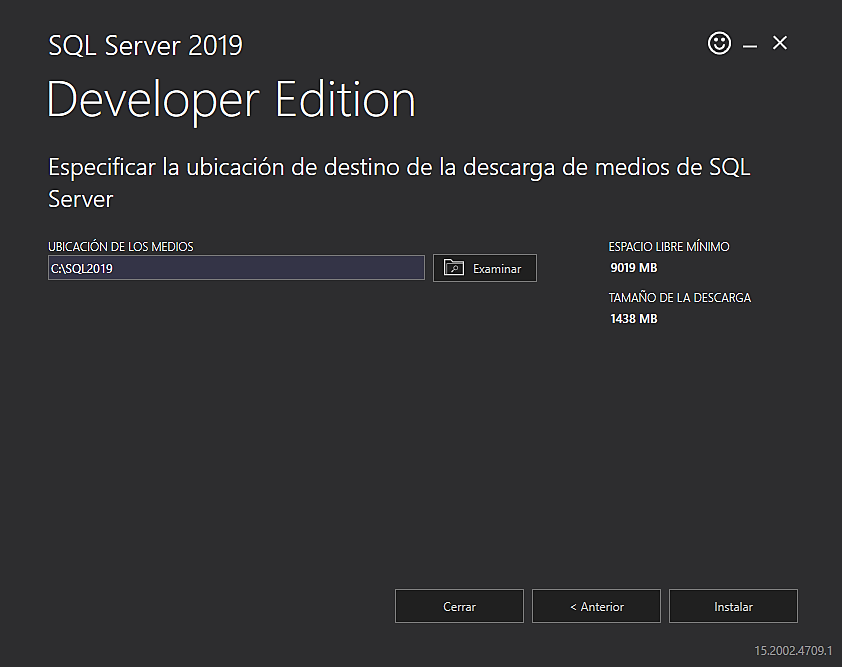 SQL Server 2019
Developer Edition
Especificar la ubicación de destino de la descarga de medios de SQL
Server
UBICACIÓN DE LOS MEDIOS
C:\SQL2019
Examinar
ESPACIO LIBRE MÍNIMO
9019 MB
TAMAÑO DE LA DESCARGA
1438 MB
Cerrar
< Anterior
Instalar
15.2002.4709.1